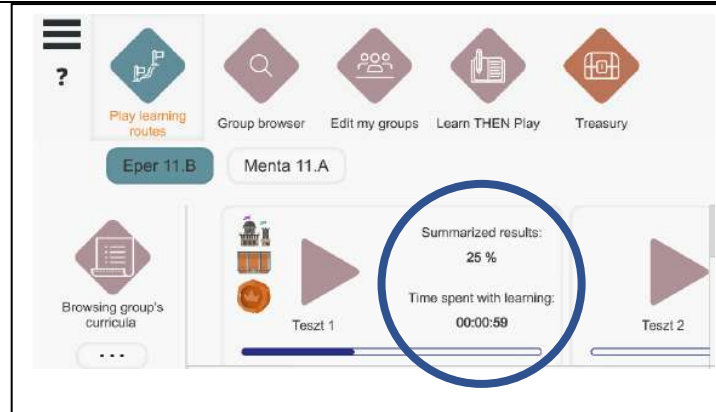 ?
Play learning
routes
Group browser
Edit my groups
Learn THEN Play
Treasury
Eper 11.B
Menta 11.A
Browsing group's
curricula
...
Teszt 1
Summarized results:
25 %
Time spent with learning:
00:00:59
Teszt 2